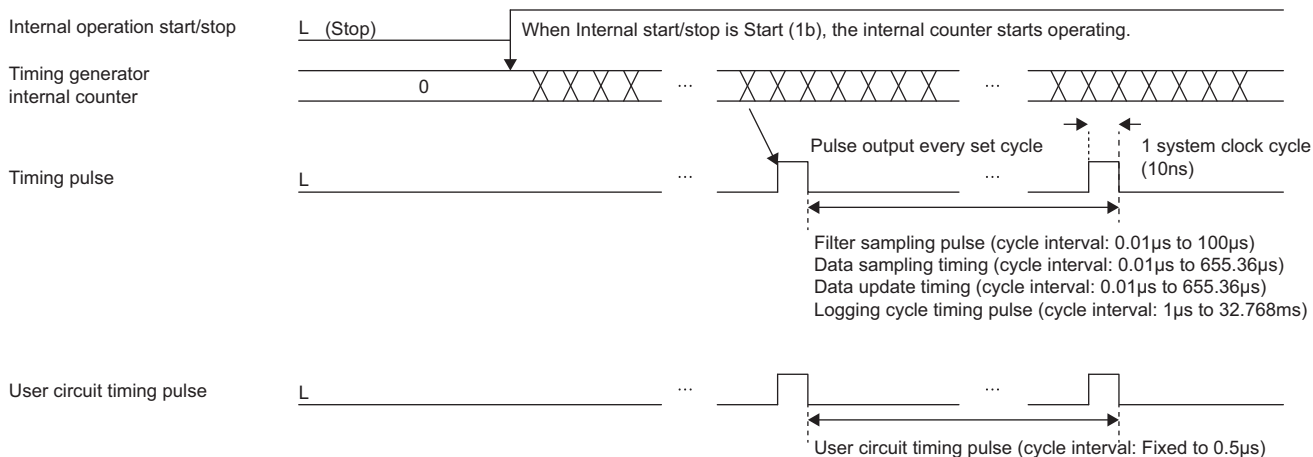 Internal operation start/stop
L (Stop)
When Internal start/stop is Start (1b), the internal counter starts operating.
Timing generator
internal counter
0
...
...
Pulse output every set cycle
1 system clock cycle
(10ns)
Timing pulse
L
...
...
Filter sampling pulse (cycle interval: 0.01μs to 100μs)
Data sampling timing (cycle interval: 0.01μs to 655.36μs)
Data update timing (cycle interval: 0.01μs to 655.36μs)
Logging cycle timing pulse (cycle interval: 1μs to 32.768ms)
User circuit timing pulse
L
...
...
User circuit timing pulse (cycle interval: Fixed to 0.5μs)